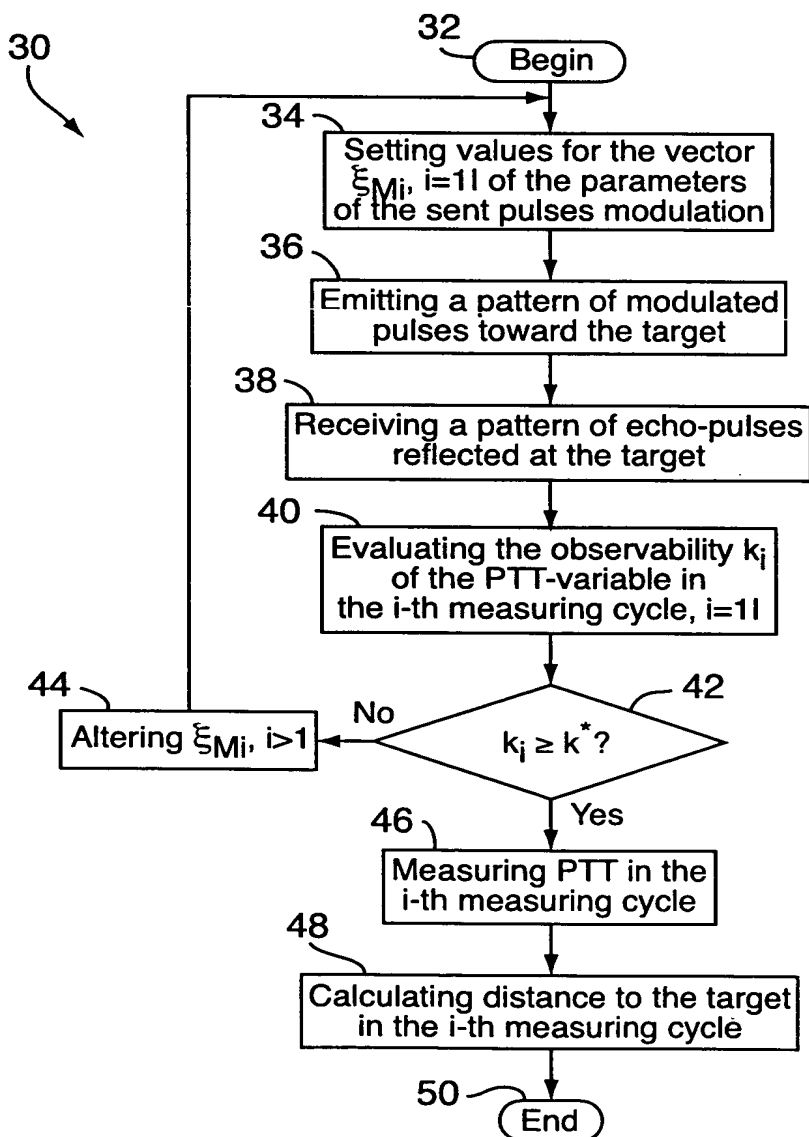 30
32
Begin
34
Setting values for the vector
ξMi, i=1I of the parameters
of the sent pulses modulation
36
Emitting a pattern of modulated
pulses toward the target
38
Receiving a pattern of echo-pulses
reflected at the target
40
Evaluating the observability ki
of the PTT-variable in
the i-th measuring cycle, i=1I
42
ki ≥ k*?
No
44
Altering ξMi, i>1
Yes
46
Measuring PTT in the
i-th measuring cycle
48
Calculating distance to the target
in the i-th measuring cycle
50
End